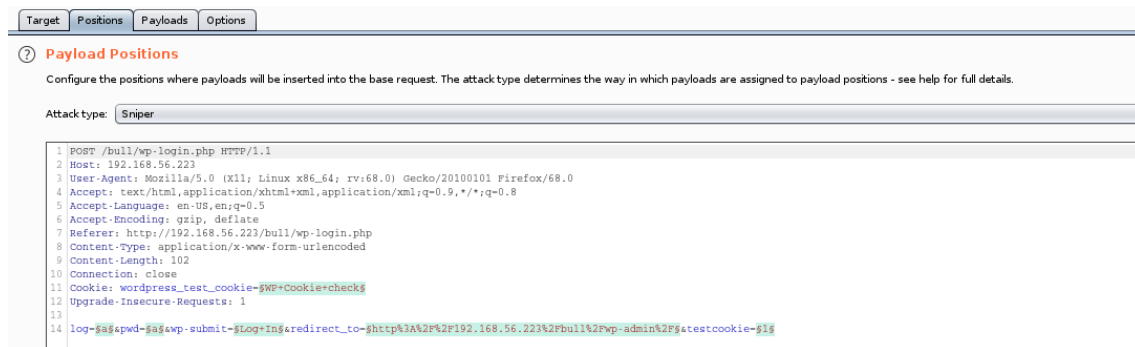 Target Positions Payloads Options
? Payload Positions
Configure the positions where payloads will be inserted into the base request. The attack type determines the way in which payloads are assigned to payload positions - see help for full details.
Attack type: Sniper
1 POST /bull/wp-login.php HTTP/1.1
2 Host: 192.168.56.223
3 User-Agent: Mozilla/5.0 (X11; Linux x86_64; rv:68.0) Gecko/20100101 Firefox/68.0
4 Accept: text/html,application/xhtml+xml,application/xml;q=0.9,*/*;q=0.8
5 Accept-Language: en-US,en;q=0.5
6 Accept-Encoding: gzip, deflate
7 Referer: http://192.168.56.223/bull/wp-login.php
8 Content-Type: application/x-www-form-urlencoded
9 Content-Length: 102
10 Connection: close
11 Cookie: wordpress_test_cookie=§WP+Cookie+check§
12 Upgrade-Insecure-Requests: 1
13
14 log=§a§&pwd=§a§&wp-submit=§Log+In§&redirect_to=§http%3A%2F%2F192.168.56.223%2Fbull%2Fwp-admin%2F§&testcookie=§1§